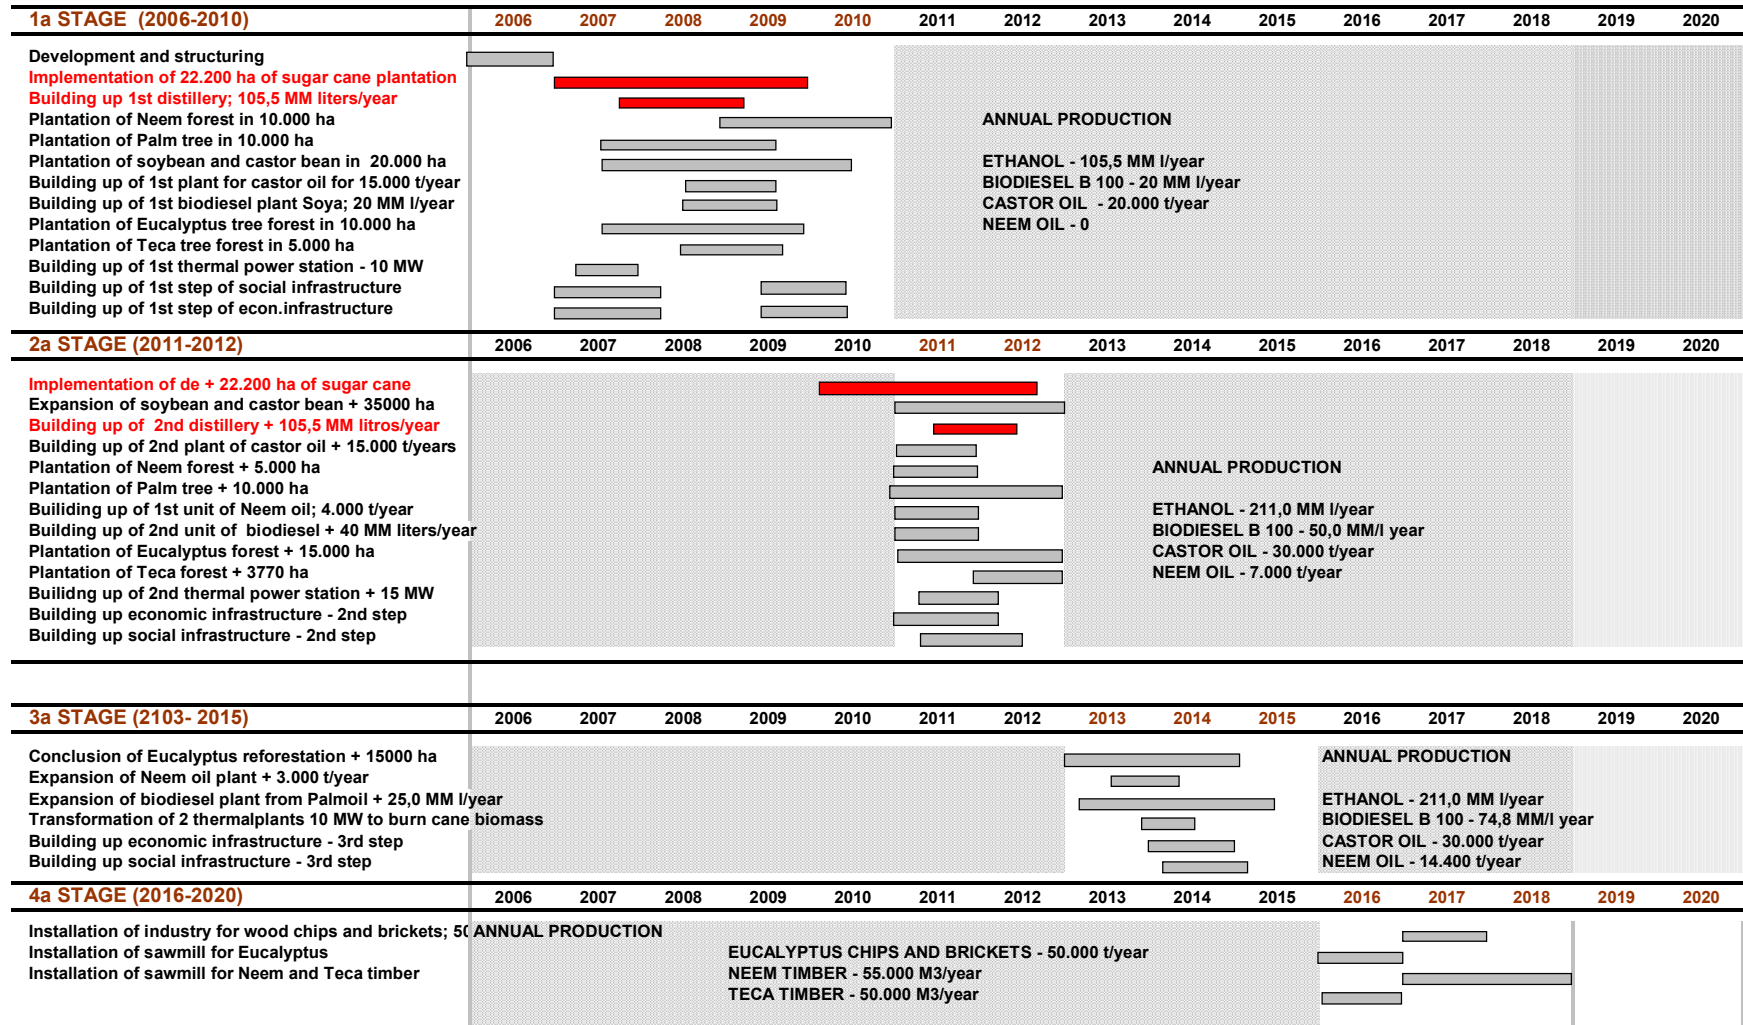 1a STAGE (2006-2010) 2006 2007 2008 2009 2010 2011 2012 2013 2014 2015 2016 2017 2018 2019 2020
Development and structuring
Implementation of 22.200 ha of sugar cane plantation
Building up 1st distillery; 105,5 MM liters/year
Plantation of Neem forest in 10.000 ha ANNUAL PRODUCTION
Plantation of Palm tree in 10.000 ha
Plantation of soybean and castor bean in 20.000 ha ETHANOL - 105,5 MM l/year
Building up of 1st plant for castor oil for 15.000 t/year BIODIESEL B 100 - 20 MM l/year
Building up of 1st biodiesel plant Soya; 20 MM l/year CASTOR OIL - 20.000 t/year
Plantation of Eucalyptus tree forest in 10.000 ha NEEM OIL - 0
Plantation of Teca tree forest in 5.000 ha
Building up of 1st thermal power station - 10 MW
Building up of 1st step of social infrastructure
Building up of 1st step of econ.infrastructure
2a STAGE (2011-2012) 2006 2007 2008 2009 2010 2011 2012 2013 2014 2015 2016 2017 2018 2019 2020
Implementation of de + 22.200 ha of sugar cane
Expansion of soybean and castor bean + 35000 ha
Building up of 2nd distillery + 105,5 MM litros/year
Building up of 2nd plant of castor oil + 15.000 t/years
Plantation of Neem forest + 5.000 ha ANNUAL PRODUCTION
Plantation of Palm tree + 10.000 ha
Builiding up of 1st unit of Neem oil; 4.000 t/year ETHANOL - 211,0 MM l/year
Building up of 2nd unit of biodiesel + 40 MM liters/year BIODIESEL B 100 - 50,0 MM/l year
Plantation of Eucalyptus forest + 15.000 ha CASTOR OIL - 30.000 t/year
Plantation of Teca forest + 3770 ha NEEM OIL - 7.000 t/year
Builidng up of 2nd thermal power station + 15 MW
Building up economic infrastructure - 2nd step
Building up social infrastructure - 2nd step
3a STAGE (2103- 2015) 2006 2007 2008 2009 2010 2011 2012 2013 2014 2015 2016 2017 2018 2019 2020
Conclusion of Eucalyptus reforestation + 15000 ha ANNUAL PRODUCTION
Expansion of Neem oil plant + 3.000 t/year
Expansion of biodiesel plant from Palmoil + 25,0 MM l/year ETHANOL - 211,0 MM l/year
Transformation of 2 thermalplants 10 MW to burn cane biomass BIODIESEL B 100 - 74,8 MM/l year
Building up economic infrastructure - 3rd step CASTOR OIL - 30.000 t/year
Building up social infrastructure - 3rd step NEEM OIL - 14.400 t/year
4a STAGE (2016-2020) 2006 2007 2008 2009 2010 2011 2012 2013 2014 2015 2016 2017 2018 2019 2020
Installation of industry for wood chips and brickets; 50 ANNUAL PRODUCTION
Installation of sawmill for Eucalyptus EUCALYPTUS CHIPS AND BRICKETS - 50.000 t/year
Installation of sawmill for Neem and Teca timber NEEM TIMBER - 55.000 M3/year
TECA TIMBER - 50.000 M3/year